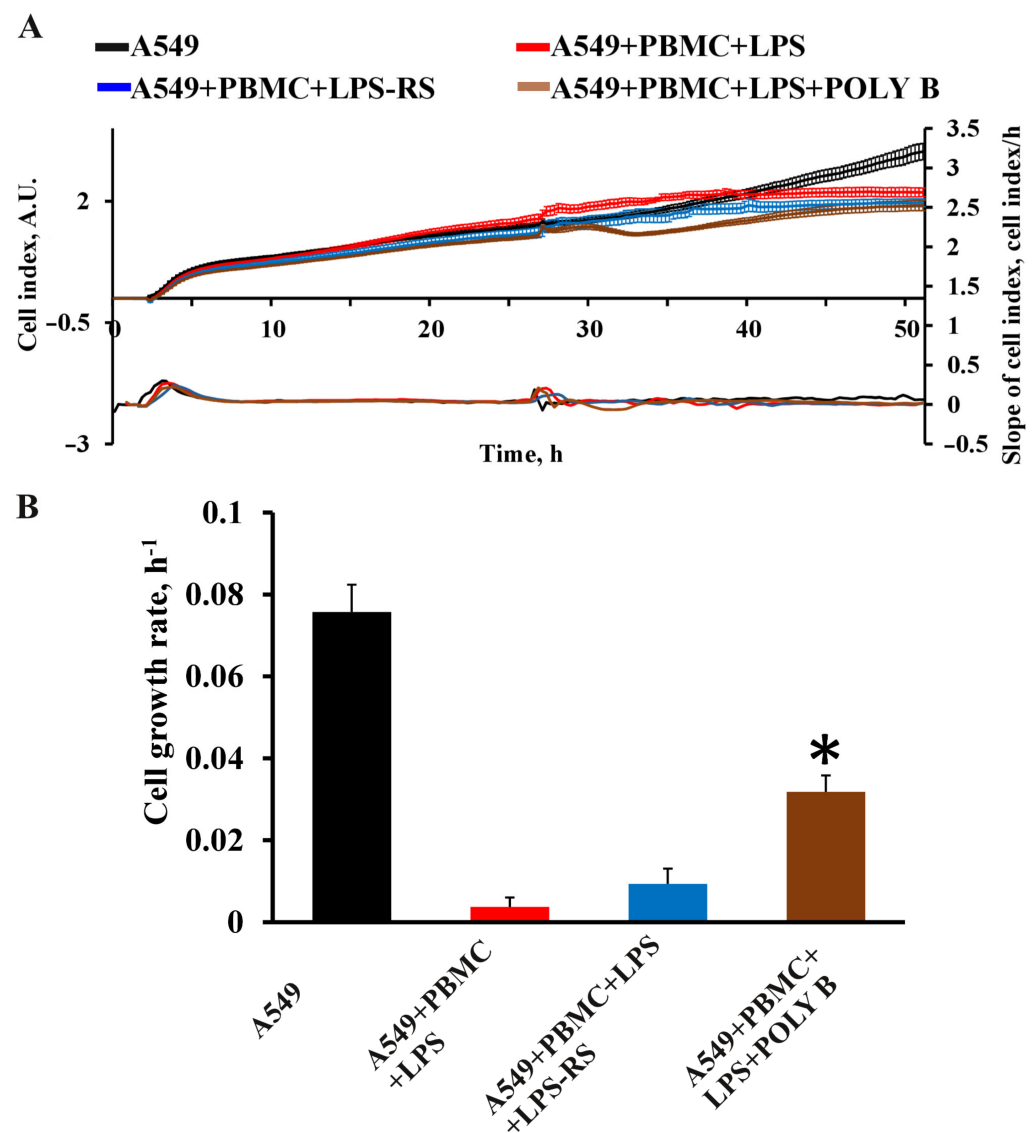 A
A549
A549+PBMC+LPS
A549+PBMC+LPS-RS
A549+PBMC+LPS+POLY B
Cell index, A.U.
2
−0.5
−3
0 10 20 30 40 50
Time, h
3.5
3
2.5
2
1.5
1
0.5
0
−0.5
Slope of cell index, cell index/h
B
Cell growth rate, h-1
0.1
0.08
0.06
0.04
0.02
0
*
A549
A549+PBMC
+LPS
A549+PBMC+LPS
+LPS-RS
A549+PBMC+
LPS+POLY B